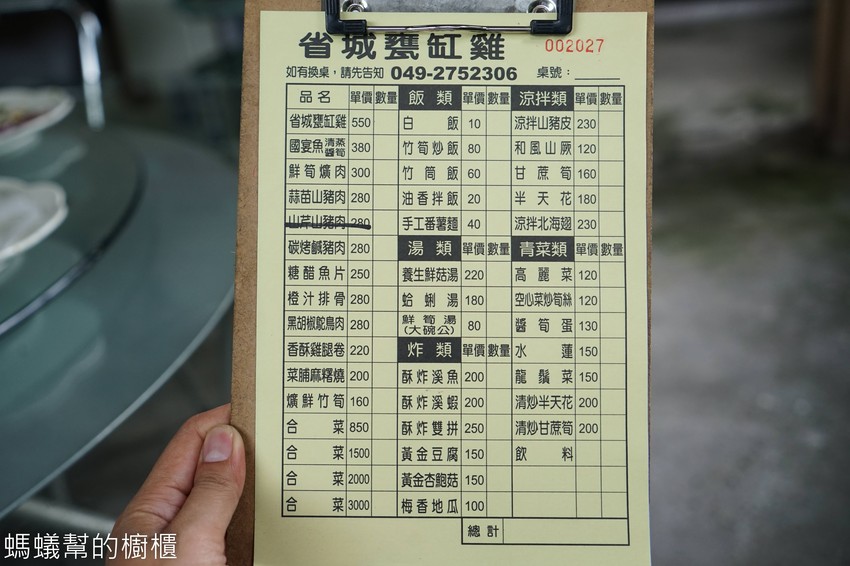 省城甕缸雞 002027
如有換桌，請先告知 049-2752306 桌號：
品名 單價 數量 飯類 單價 數量 涼拌類 單價 數量
省城甕缸雞 550 白飯 10 涼拌山豬皮 230
國宴魚 清蒸 醬筍 380 竹筍炒飯 80 和風山厥 120
鮮筍爌肉 300 竹筒飯 60 甘蔗筍 160
蒜苗山豬肉 280 油香拌飯 20 半天花 180
山芹山豬肉 280 手工番薯麵 40 涼拌北海翅 230
碳烤鹹豬肉 280 湯類 單價 數量 青菜類 單價 數量
糖醋魚片 250 養生鮮菇湯 220 高麗菜 120
橙汁排骨 280 蛤蜊湯 180 空心菜炒筍絲 120
黑胡椒鴕鳥肉 280 鮮筍湯(大碗公) 80 醬筍蛋 130
香酥雞腿卷 220 炸類 單價 數量 水蓮 150
菜脯麻糬燒 200 酥炸溪魚 200 龍鬚菜 150
爌鮮竹筍 160 酥炸溪蝦 200 清炒半天花 200
合菜 850 酥炸雙拼 250 清炒甘蔗筍 200
合菜 1500 黃金豆腐 150 飲料
合菜 2000 黃金杏鮑菇 150
合菜 3000 梅香地瓜 100
總計
螞蟻幫的櫥櫃